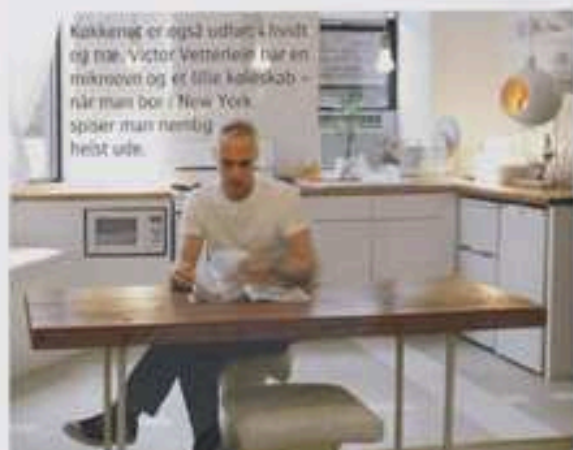 Køkkenet er også udført i hvidt
og træ. Victor Vetterlein har en
mikroovn og et lille køleskab –
når man bor i New York
spiser man nemlig
helst ude.